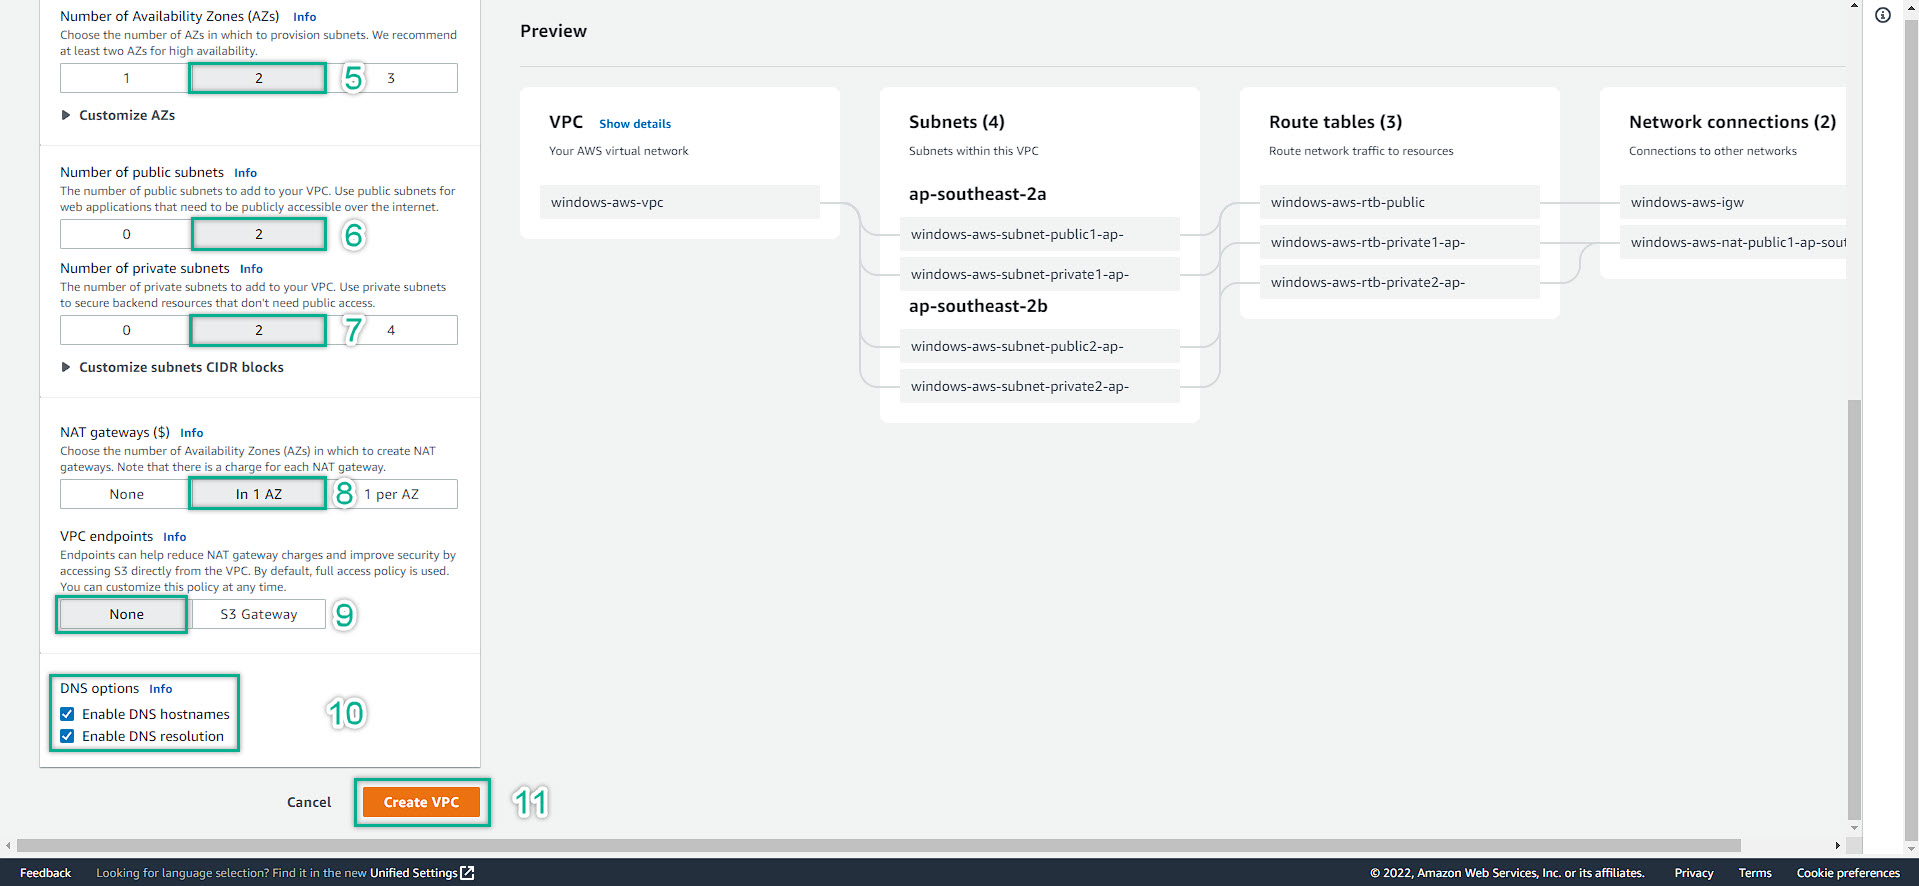 Number of Availability Zones (AZs) Info
Choose the number of AZs in which to provision subnets. We recommend
at least two AZs for high availability.
1 2 5 3
Customize AZs
Number of public subnets Info
The number of public subnets to add to your VPC. Use public subnets for
web applications that need to be publicly accessible over the internet.
0 2 6
Number of private subnets Info
The number of private subnets to add to your VPC. Use private subnets
to secure backend resources that don't need public access.
0 2 7 4
Customize subnets CIDR blocks
NAT gateways ($) Info
Choose the number of Availability Zones (AZs) in which to create NAT
gateways. Note that there is a charge for each NAT gateway.
None In 1 AZ 8 1 per AZ
VPC endpoints Info
Endpoints can help reduce NAT gateway charges and improve security by
accessing S3 directly from the VPC. By default, full access policy is used.
You can customize this policy at any time.
None S3 Gateway 9
DNS options Info
Enable DNS hostnames
10
Enable DNS resolution
Cancel Create VPC 11
Preview
VPC Show details
Your AWS virtual network
windows-aws-vpc
Subnets (4)
Subnets within this VPC
ap-southeast-2a
windows-aws-subnet-public1-ap-
windows-aws-subnet-private1-ap-
ap-southeast-2b
windows-aws-subnet-public2-ap-
windows-aws-subnet-private2-ap-
Route tables (3)
Route network traffic to resources
windows-aws-rtb-public
windows-aws-rtb-private1-ap-
windows-aws-rtb-private2-ap-
Network connections (2)
Connections to other networks
windows-aws-igw
windows-aws-nat-public1-ap-sout
Feedback Looking for language selection? Find it in the new Unified Settings © 2022, Amazon Web Services, Inc. or its affiliates. Privacy Terms Cookie preferences